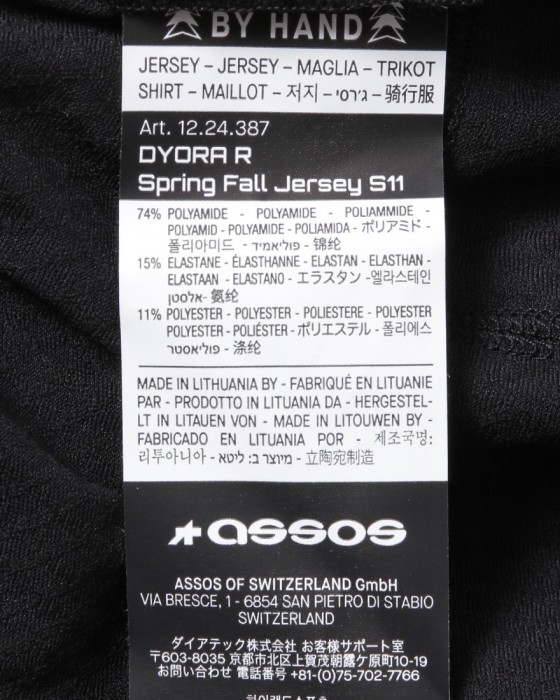 BY HAND
JERSEY – JERSEY – MAGLIA – TRIKOT
SHIRT – MAILLOT – 저지 – ג'רסי – 骑行服
Art. 12.24.387
DYORA R
Spring Fall Jersey S11
74% POLYAMIDE - POLYAMIDE - POLIAMMIDE -
POLYAMID - POLYAMIDE - POLIAMIDA - ポリアミド -
폴리아미드 - פוליאמיד - 锦纶
15% ELASTANE - ÉLASTHANNE - ELASTAN - ELASTHAN -
ELASTAAN - ELASTANO - エラスタン -엘라스테인
אלסטן- 氨纶
11% POLYESTER - POLYESTER - POLIESTERE - POLYESTER
POLYESTER - POLIÉSTER - ポリエステル - 폴리에스
פוליאסטר - 涤纶
MADE IN LITHUANIA BY - FABRIQUÉ EN LITUANIE
PAR - PRODOTTO IN LITUANIA DA - HERGESTEL-
LT IN LITAUEN VON - MADE IN LITOUWEN BY -
FABRICADO EN LITUANIA POR - 제조국명:
리투아니아 - מיוצר ב: ליטא - 立陶宛制造
assos
ASSOS OF SWITZERLAND GmbH
VIA BRESCE, 1 - 6854 SAN PIETRO DI STABIO
SWITZERLAND
ダイアテック株式会社 お客様サポート室
〒603-8035 京都市北区上賀茂朝露ケ原町10-19
お問い合わせ 電話番号 +81-(0)75-702-7766